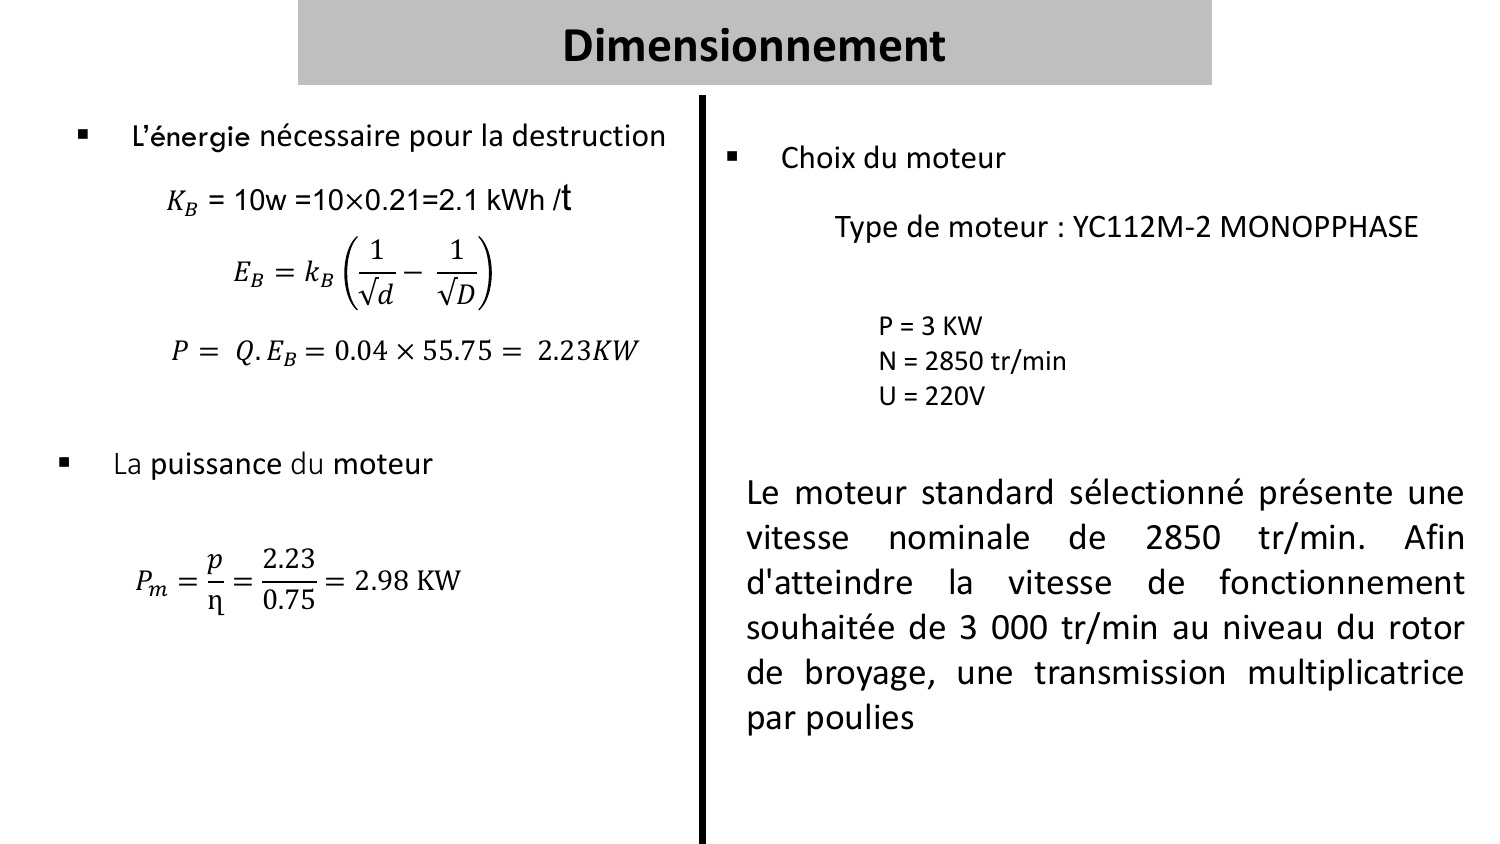 Dimensionnement
▪ L'énergie nécessaire pour la destruction
K_B = 10w =10×0.21=2.1 kWh /t
E_B = k_B (1/√d − 1/√D)
P = Q. E_B = 0.04 × 55.75 = 2.23KW
▪ La puissance du moteur
P_m = p/η = 2.23/0.75 = 2.98 KW
▪ Choix du moteur
Type de moteur : YC112M-2 MONOPPHASE
P = 3 KW
N = 2850 tr/min
U = 220V
Le moteur standard sélectionné présente une
vitesse nominale de 2850 tr/min. Afin
d'atteindre la vitesse de fonctionnement
souhaitée de 3 000 tr/min au niveau du rotor
de broyage, une transmission multiplicatrice
par poulies